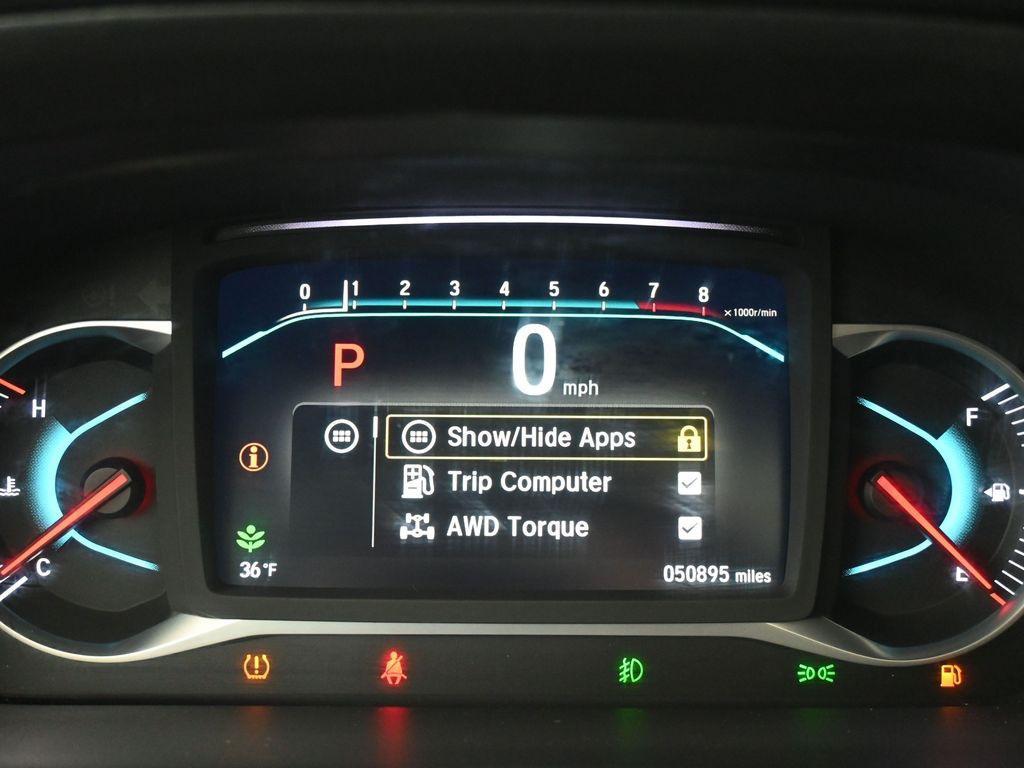 0 1 2 3 4 5 6 7 8 ×1000r/min
P 0 mph
H
F
Show/Hide Apps
Trip Computer
AWD Torque
C
E
36°F
050895 miles